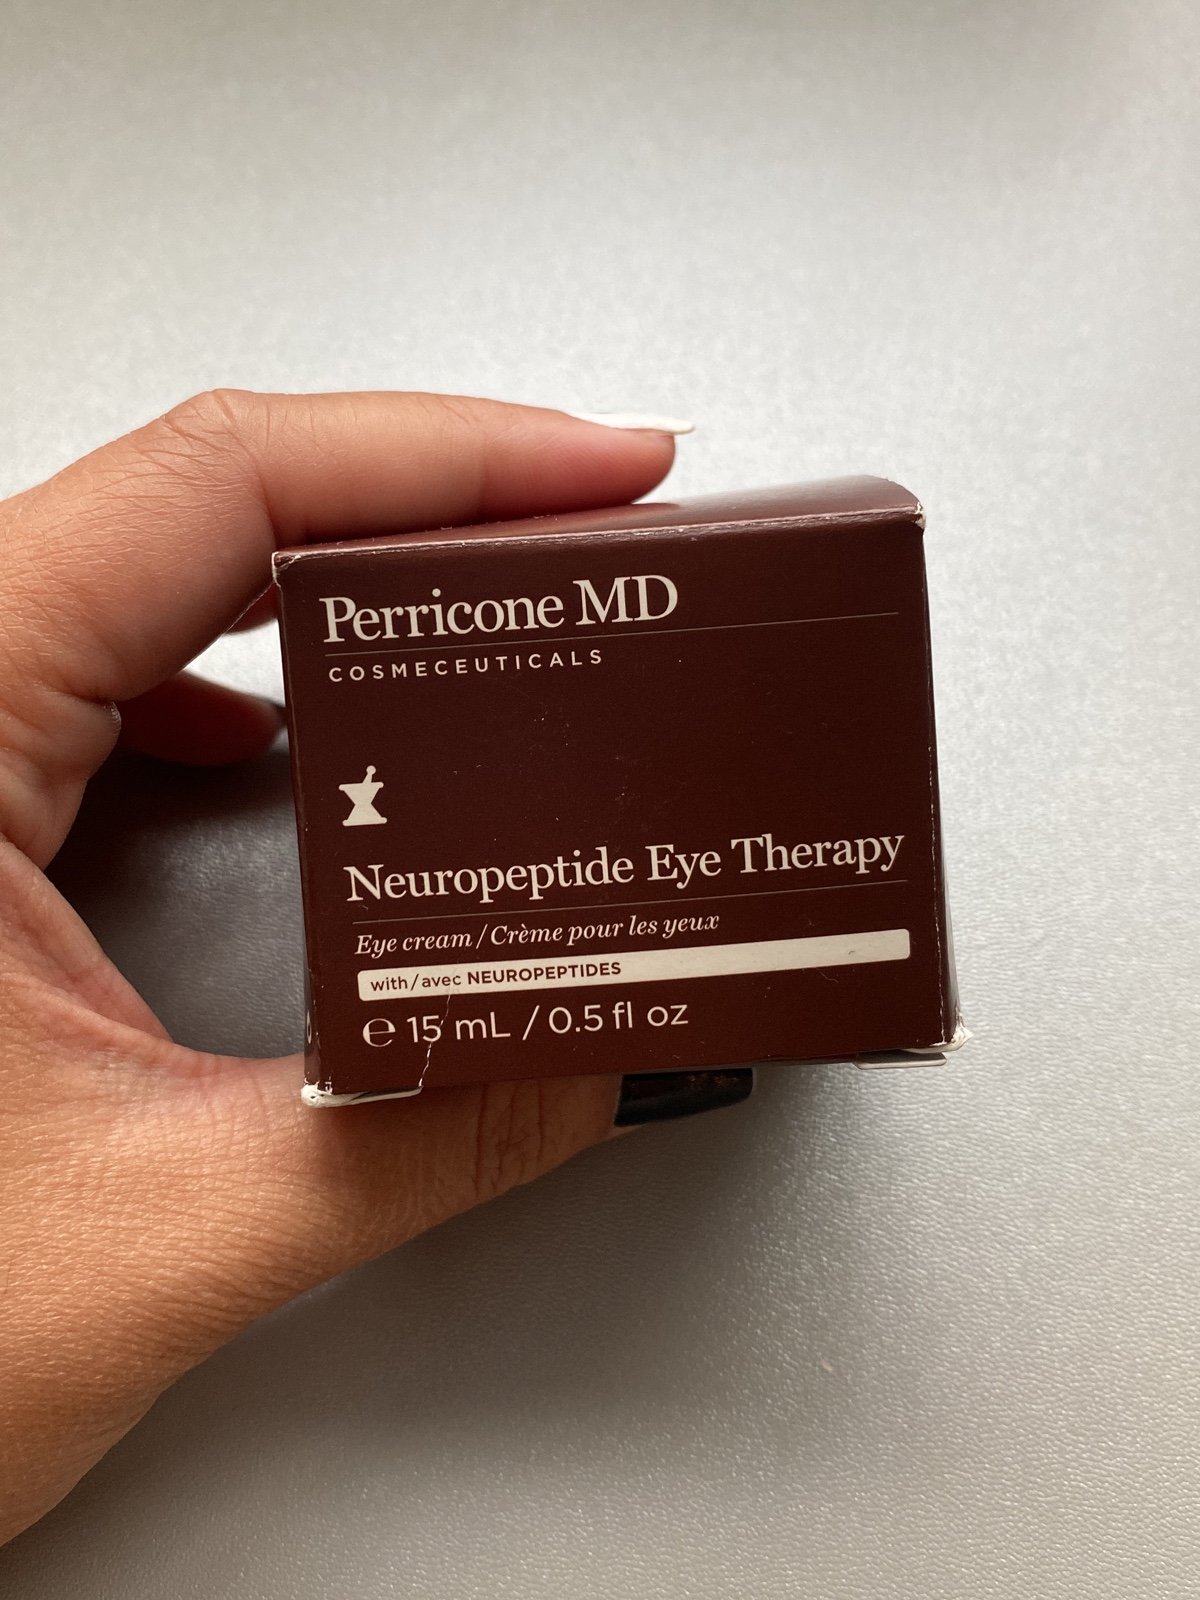 Perricone MD
COSMECEUTICALS
Neuropeptide Eye Therapy
Eye cream / Crème pour les yeux
with/avec NEUROPEPTIDES
℮ 15 mL / 0.5 fl oz